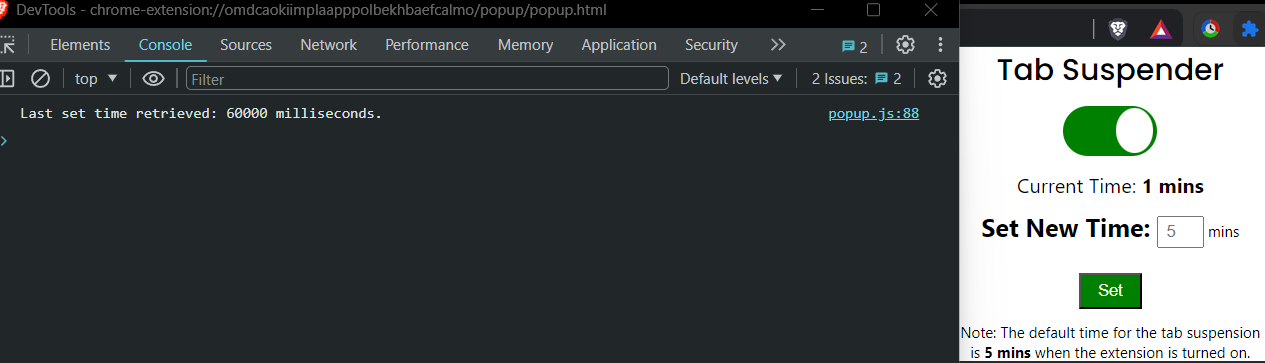 DevTools - chrome-extension://omdcaokiimplaapppolbekhbaefcalmo/popup/popup.html
Elements Console Sources Network Performance Memory Application Security 2
top Filter Default levels 2 Issues: 2
Last set time retrieved: 60000 milliseconds. popup.js:88
Tab Suspender
Current Time: 1 mins
Set New Time: 5 mins
Set
Note: The default time for the tab suspension
is 5 mins when the extension is turned on.